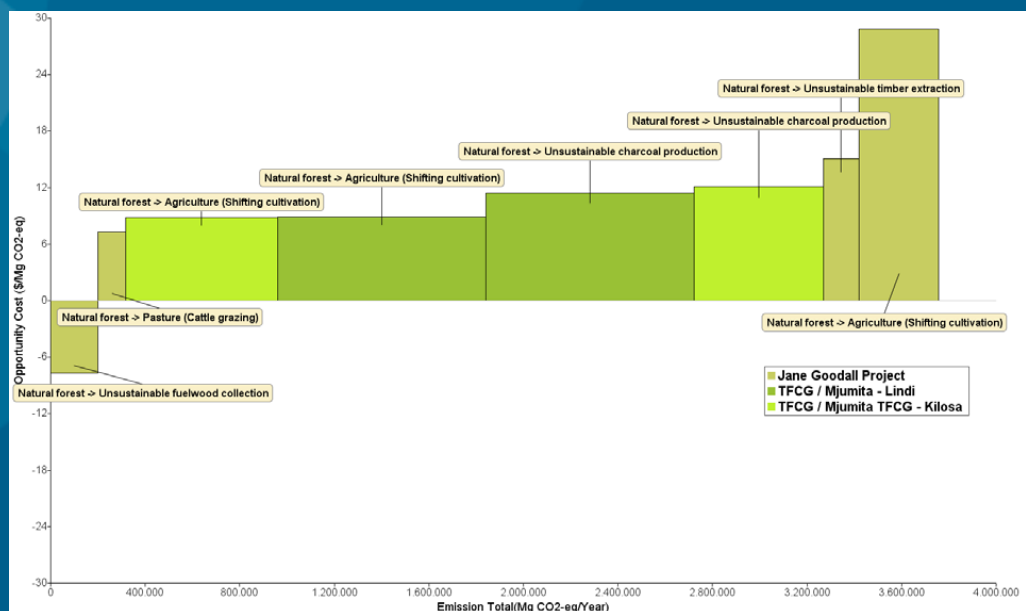 30
24
18
12
6
0
-6
-12
-18
-24
-30
Opportunity Cost ($/Mg CO2-eq)
Natural forest -> Unsustainable timber extraction
Natural forest -> Unsustainable charcoal production
Natural forest -> Unsustainable charcoal production
Natural forest -> Agriculture (Shifting cultivation)
Natural forest -> Agriculture (Shifting cultivation)
Natural forest -> Pasture (Cattle grazing)
Natural forest -> Agriculture (Shifting cultivation)
Natural forest -> Unsustainable fuelwood collection
Jane Goodall Project
TFCG / Mjumita - Lindi
TFCG / Mjumita TFCG - Kilosa
0 400.000 800.000 1.200.000 1.600.000 2.000.000 2.400.000 2.800.000 3.200.000 3.600.000 4.000.000
Emission Total(Mg CO2-eq/Year)